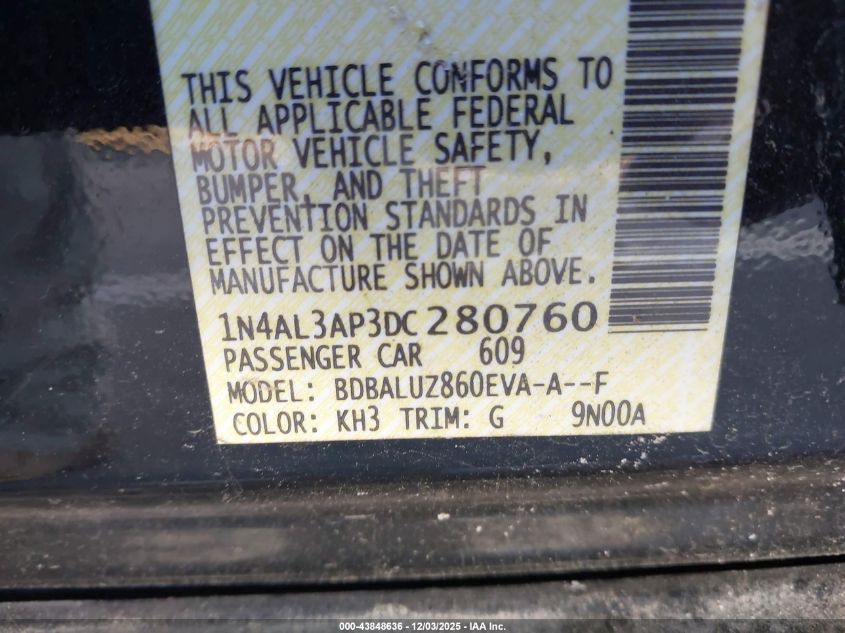 THIS VEHICLE CONFORMS TO
ALL APPLICABLE FEDERAL
MOTOR VEHICLE SAFETY,
BUMPER, AND THEFT
PREVENTION STANDARDS IN
EFFECT ON THE DATE OF
MANUFACTURE SHOWN ABOVE.
1N4AL3AP3DC280760
PASSENGER CAR 609
MODEL: BDBALUZ860EVA-A--F
COLOR: KH3 TRIM: G 9N00A
000-43848636 - 12/03/2025 - IAA Inc.